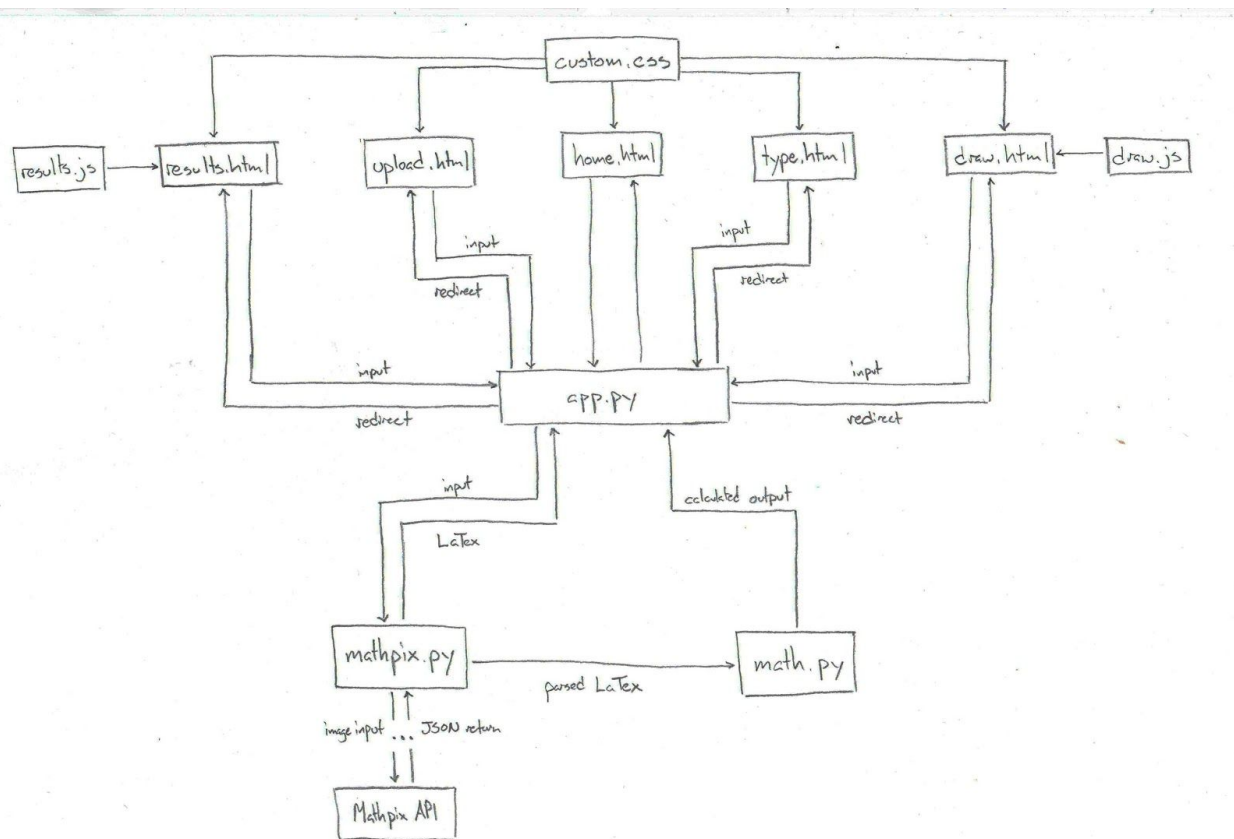 custom.css
results.js
results.html
upload.html
home.html
type.html
draw.html
draw.js
input
redirect
input
redirect
input
redirect
app.py
input
redirect
input
LaTex
calculated output
mathpix.py
parsed LaTex
math.py
image input ... JSON return
Mathpix API